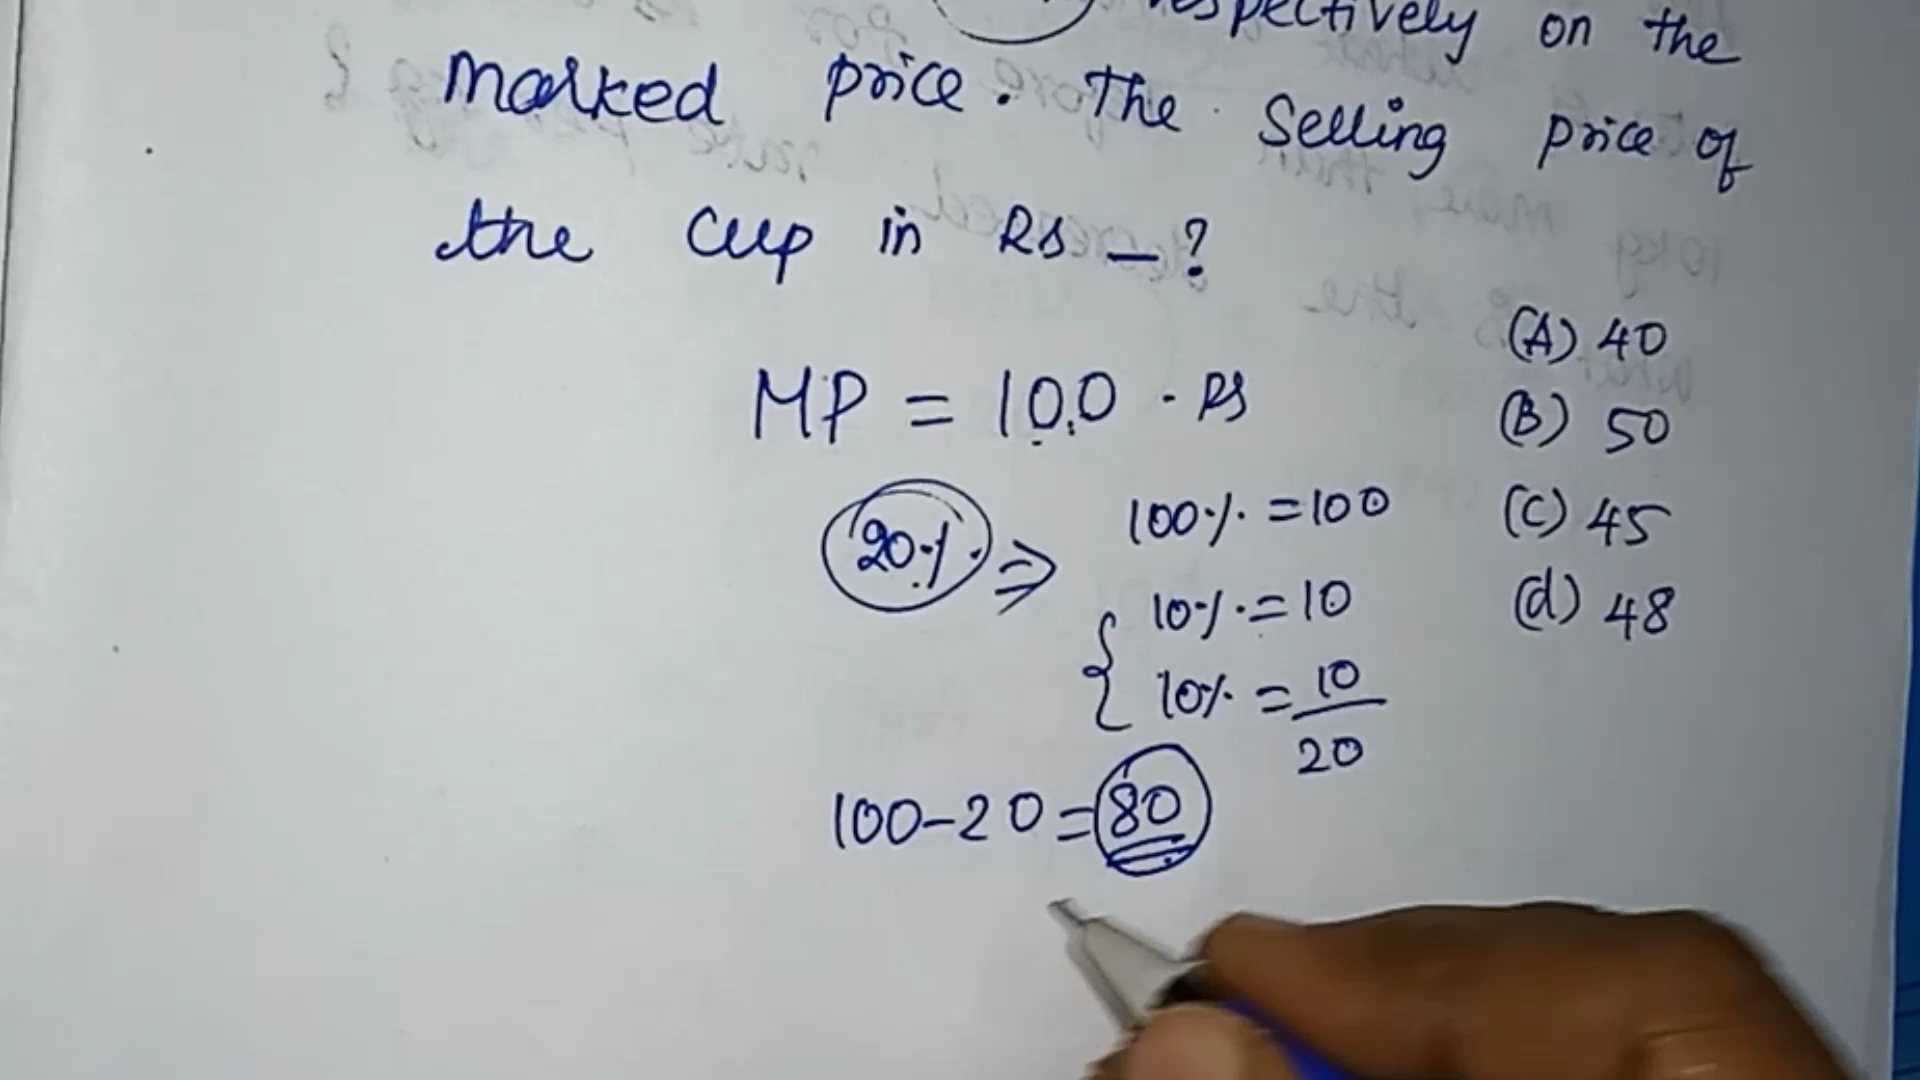 respectively on the
marked price. The Selling price of
the cup in Rs - ?
MP = 100 . Rs
20% ⇒
100% = 100
10% = 10
10% = 10
20
100-20 = 80
(A) 40
(B) 50
(C) 45
(d) 48